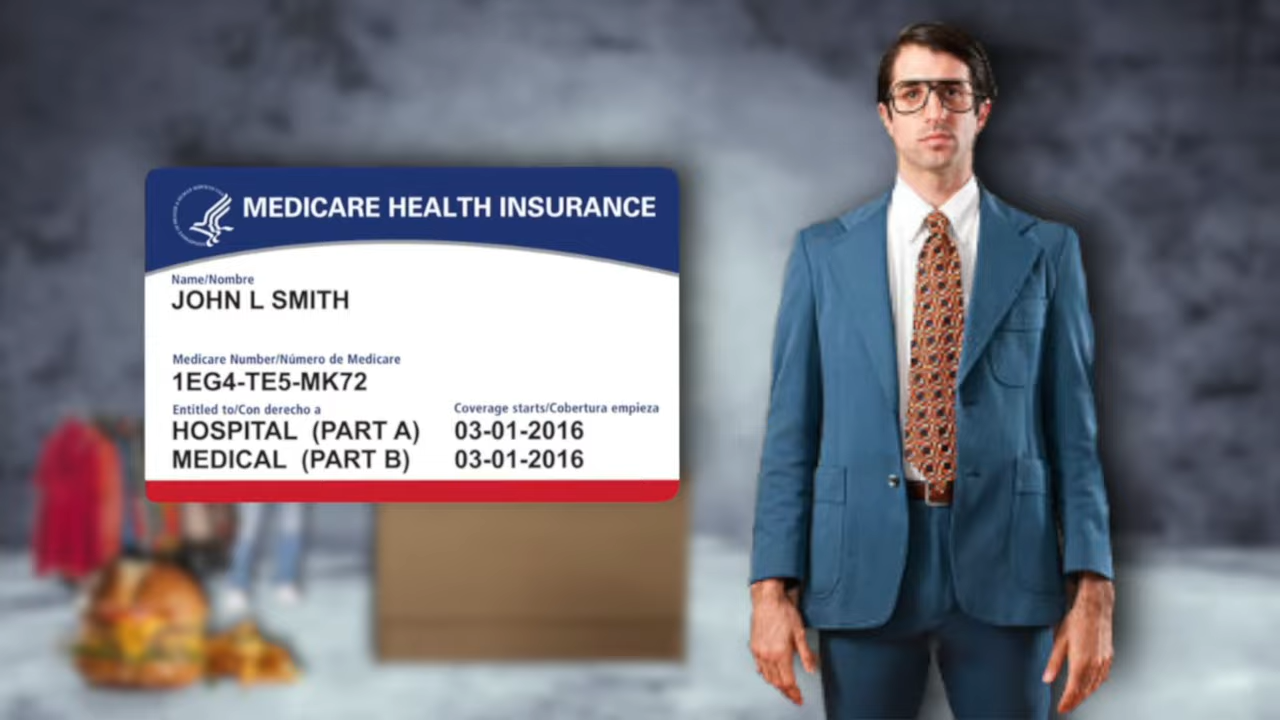 MEDICARE HEALTH INSURANCE
Name/Nombre
JOHN L SMITH
Medicare Number/Número de Medicare
1EG4-TE5-MK72
Entitled to/Con derecho a
Coverage starts/Cobertura empieza
HOSPITAL (PART A) 03-01-2016
MEDICAL (PART B) 03-01-2016